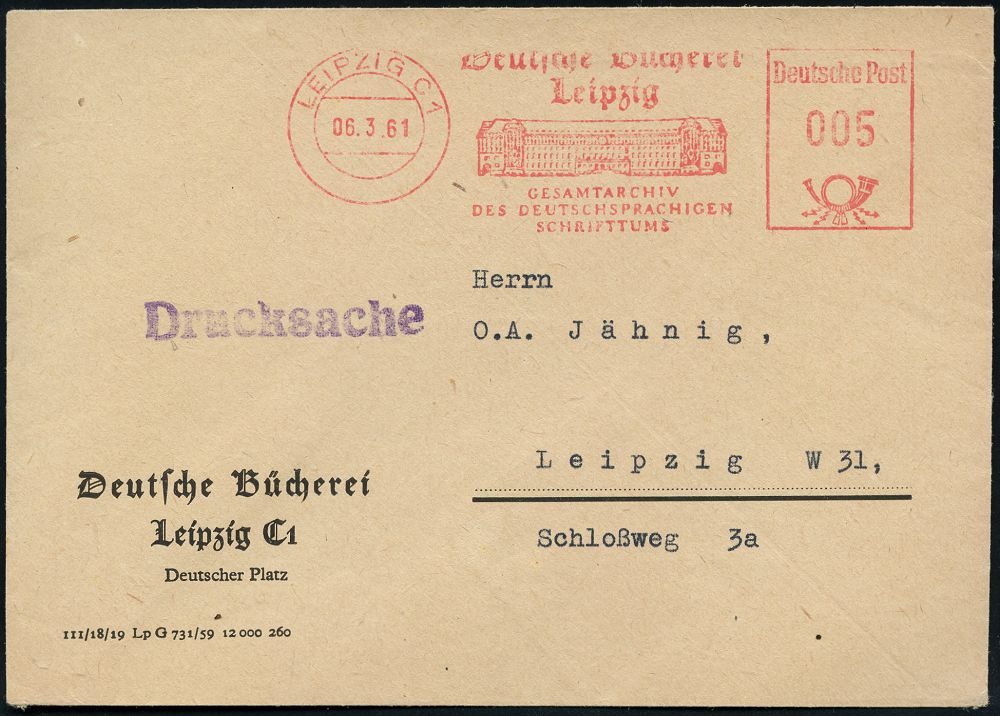 LEIPZIG C1
06.3.61
Deutsche Bücherei
Leipzig
GESAMTARCHIV
DES DEUTSCHSPRACHIGEN
SCHRIFTTUMS
Deutsche Post
005
Drucksache
Herrn
O.A. Jähnig,
Leipzig W 31,
Schloßweg 3a
Deutſche Bücherei
Leipzig C1
Deutscher Platz
III/18/19 Lp G 731/59 12 000 260